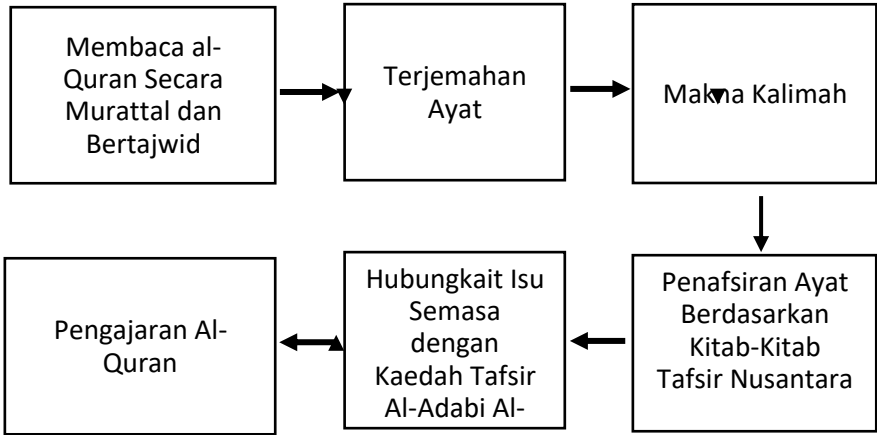 Membaca al-
Quran Secara
Murattal dan
Bertajwid
Terjemahan
Ayat
Makna Kalimah
Penafsiran Ayat
Berdasarkan
Kitab-Kitab
Tafsir Nusantara
Hubungkait Isu
Semasa
dengan
Kaedah Tafsir
Al-Adabi Al-
Pengajaran Al-
Quran